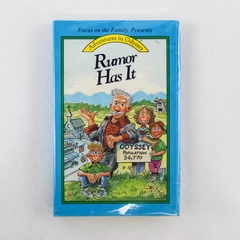 Focus on the Family Presents
Adventures in Odyssey
Rumor
Has It
ODYSSEY
POPULATION
34,770